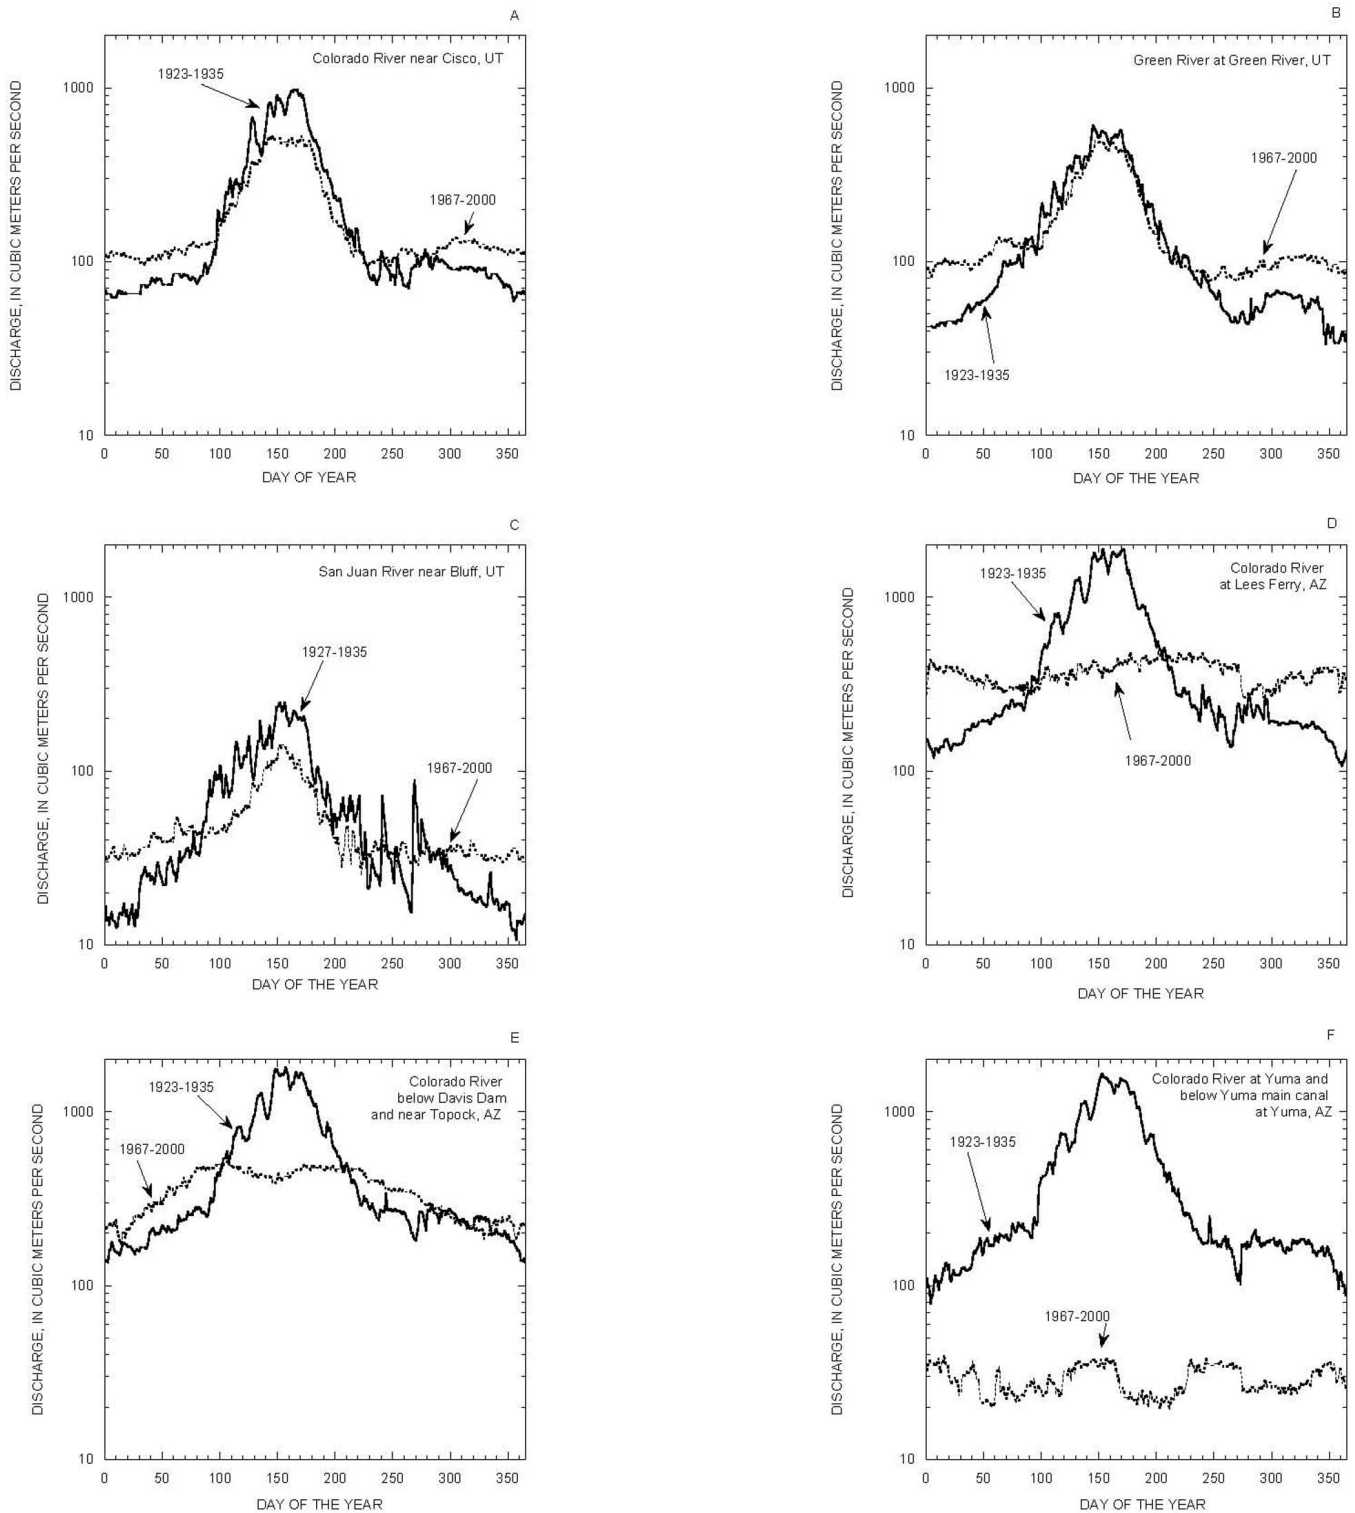 A
Colorado River near Cisco, UT
1923-1935
1967-2000
DISCHARGE, IN CUBIC METERS PER SECOND
1000
100
10
0 50 100 150 200 250 300 350
DAY OF YEAR
B
Green River at Green River, UT
1967-2000
1923-1935
DISCHARGE, IN CUBIC METERS PER SECOND
1000
100
10
0 50 100 150 200 250 300 350
DAY OF THE YEAR
C
San Juan River near Bluff, UT
1927-1935
1967-2000
DISCHARGE, IN CUBIC METERS PER SECOND
1000
100
10
0 50 100 150 200 250 300 350
DAY OF THE YEAR
D
Colorado River
at Lees Ferry, AZ
1923-1935
1967-2000
DISCHARGE, IN CUBIC METERS PER SECOND
1000
100
10
0 50 100 150 200 250 300 350
DAY OF THE YEAR
E
Colorado River
below Davis Dam
and near Topock, AZ
1923-1935
1967-2000
DISCHARGE, IN CUBIC METERS PER SECOND
1000
100
10
0 50 100 150 200 250 300 350
DAY OF THE YEAR
F
Colorado River at Yuma and
below Yuma main canal
at Yuma, AZ
1923-1935
1967-2000
DISCHARGE, IN CUBIC METERS PER SECOND
1000
100
10
0 50 100 150 200 250 300 350
DAY OF THE YEAR